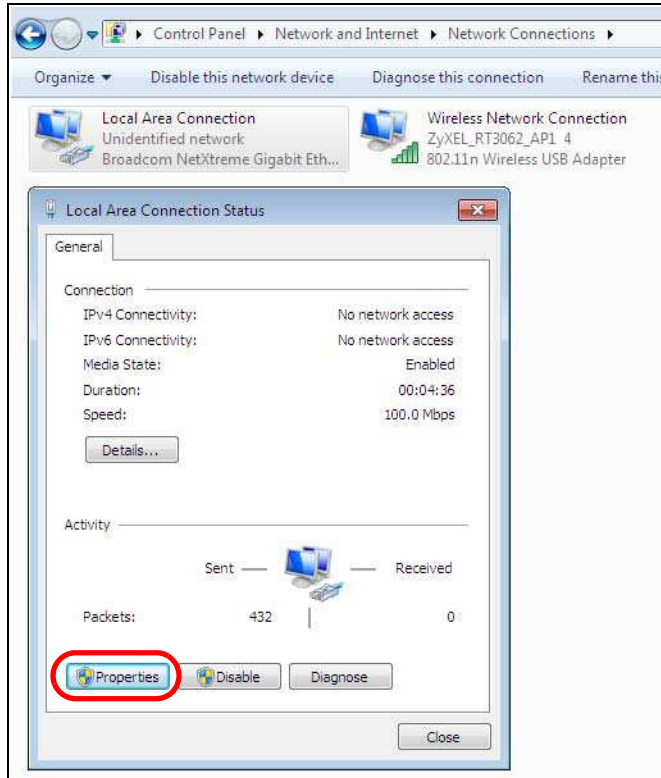 Control Panel Network and Internet Network Connections
Organize Disable this network device Diagnose this connection Rename this
Local Area Connection
Unidentified network
Broadcom NetXtreme Gigabit Eth...
Wireless Network Connection
ZyXEL_RT3062_AP1 4
802.11n Wireless USB Adapter
Local Area Connection Status
General
Connection
IPv4 Connectivity: No network access
IPv6 Connectivity: No network access
Media State: Enabled
Duration: 00:04:36
Speed: 100.0 Mbps
Details...
Activity
Sent Received
Packets: 432 0
Properties Disable Diagnose
Close